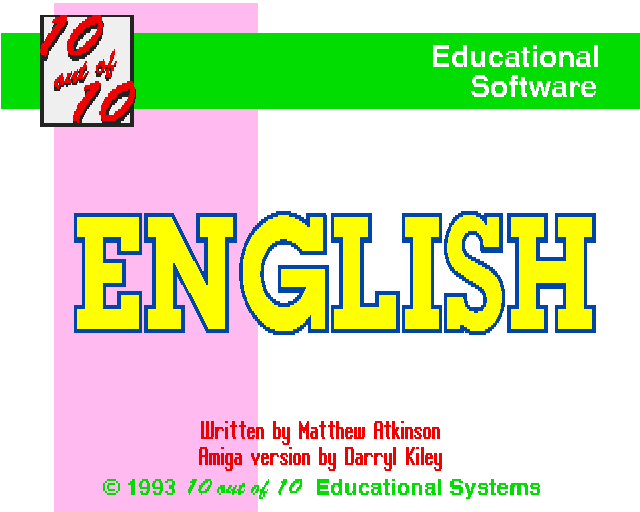 10
out of
10
Educational
Software
ENGLISH
Written by Matthew Atkinson
Amiga version by Darryl Kiley
© 1993 10 out of 10 Educational Systems